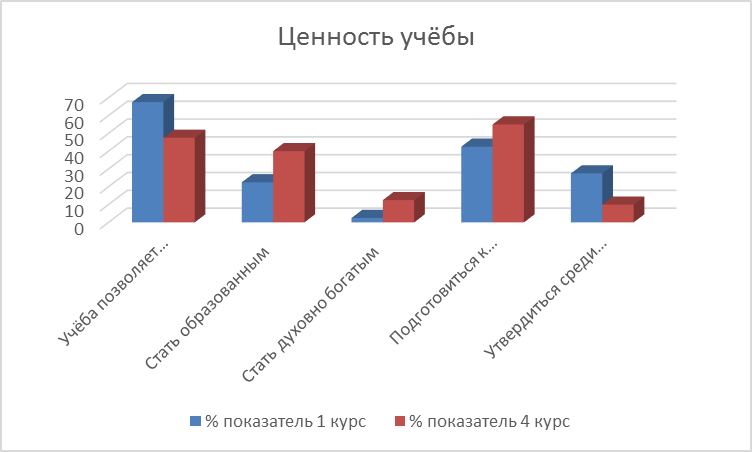 Ценность учёбы
70
60
50
40
30
20
10
0
Учёба позволяет…
Стать образованным
Стать духовно богатым
Подготовиться к…
Утвердиться среди…
% показатель 1 курс
% показатель 4 курс